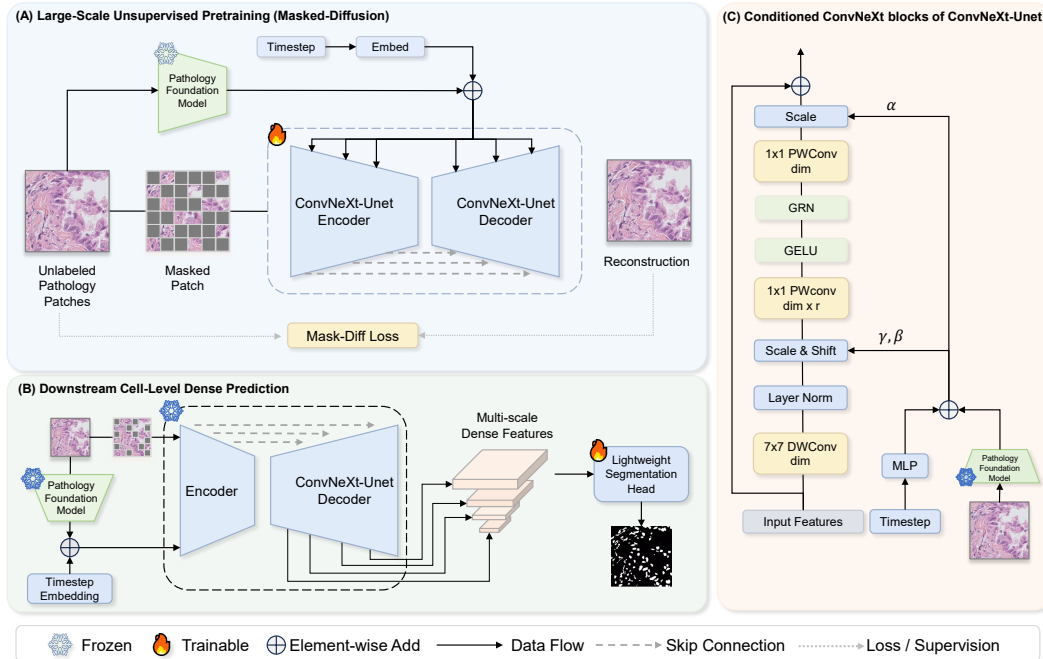 (A) Large-Scale Unsupervised Pretraining (Masked-Diffusion)
Timestep
Embed
Pathology
Foundation
Model
ConvNeXt-Unet
Encoder
ConvNeXt-Unet
Decoder
Unlabeled
Pathology
Patches
Masked
Patch
Reconstruction
Mask-Diff Loss
(B) Downstream Cell-Level Dense Prediction
Pathology
Foundation
Model
Timestep
Embedding
Encoder
ConvNeXt-Unet
Decoder
Multi-scale
Dense Features
Lightweight
Segmentation
Head
(C) Conditioned ConvNeXt blocks of ConvNeXt-Unet
Scale
α
1x1 PWConv
dim
GRN
GELU
1x1 PWconv
dim x r
Scale & Shift
γ, β
Layer Norm
7x7 DWConv
dim
MLP
Pathology
Foundation
Model
Input Features
Timestep
Frozen
Trainable
Element-wise Add
Data Flow
Skip Connection
Loss / Supervision